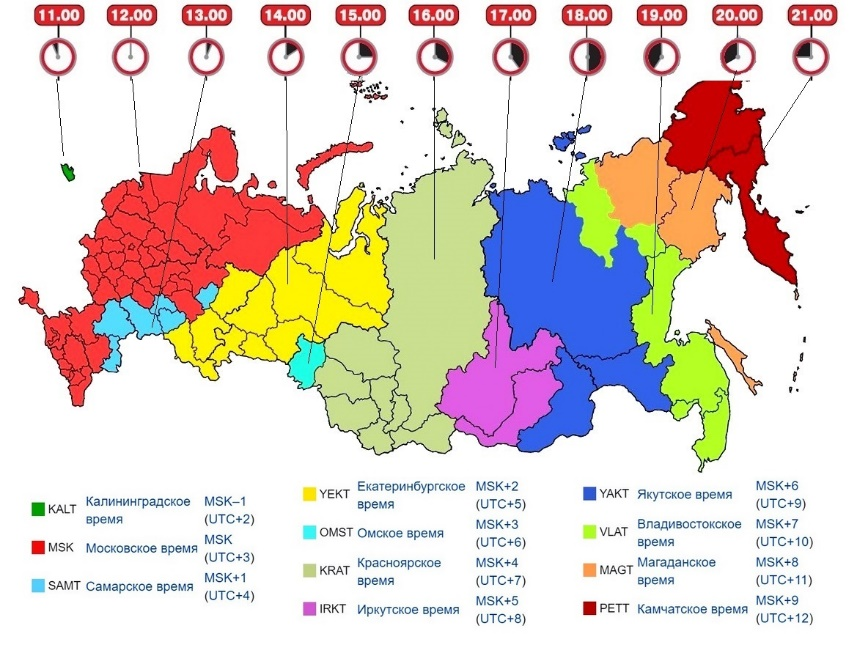 11.00 12.00 13.00 14.00 15.00 16.00 17.00 18.00 19.00 20.00 21.00
KALT Калининградское время MSK–1 (UTC+2)
MSK Московское время MSK (UTC+3)
SAMT Самарское время MSK+1 (UTC+4)
YEKT Екатеринбургское время MSK+2 (UTC+5)
OMST Омское время MSK+3 (UTC+6)
KRAT Красноярское время MSK+4 (UTC+7)
IRKT Иркутское время MSK+5 (UTC+8)
YAKT Якутское время MSK+6 (UTC+9)
VLAT Владивостокское время MSK+7 (UTC+10)
MAGT Магаданское время MSK+8 (UTC+11)
PETT Камчатское время MSK+9 (UTC+12)